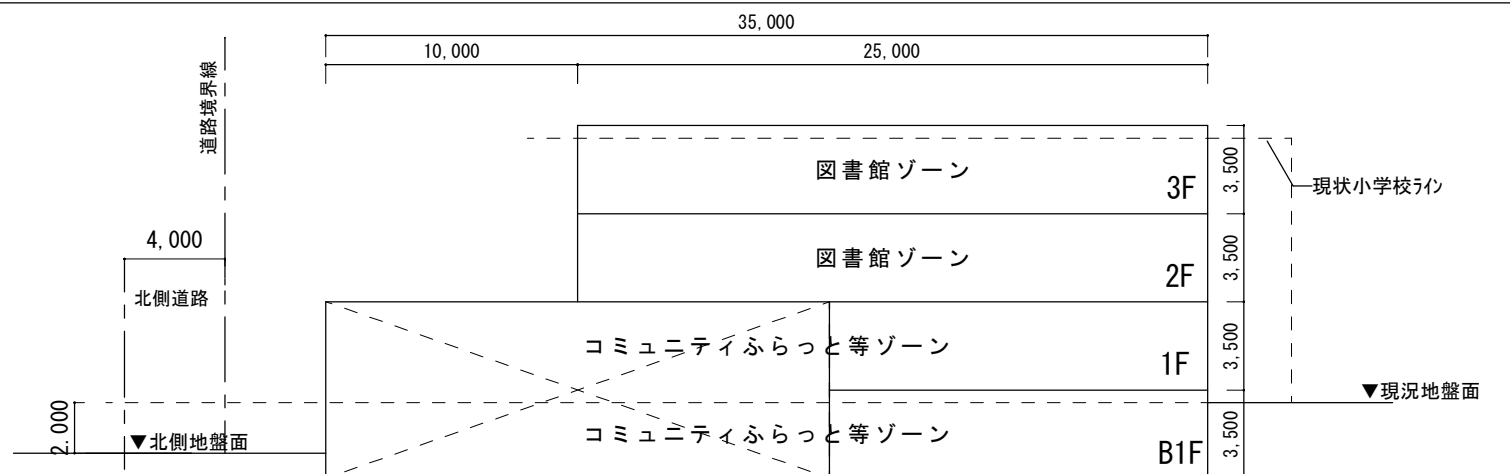 35,000
10,000
25,000
道路境界線
図書館ゾーン
3F
3,500
現状小学校ﾗｲﾝ
4,000
図書館ゾーン
2F
3,500
北側道路
コミュニティふらっと等ゾーン
1F
3,500
▼現況地盤面
2.000
▼北側地盤面
コミュニティふらっと等ゾーン
B1F
3,500